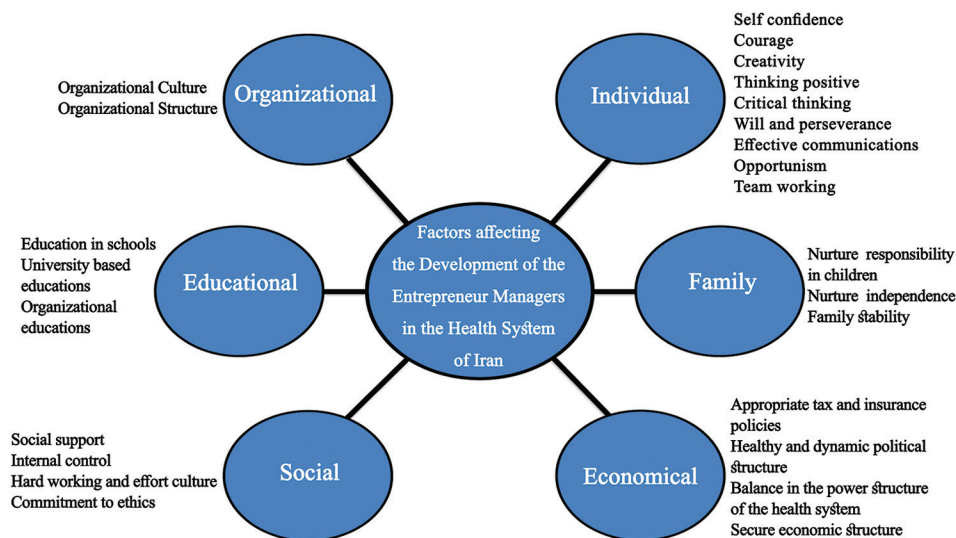 Organizational Culture
Organizational Structure
Organizational
Individual
Self confidence
Courage
Creativity
Thinking positive
Critical thinking
Will and perseverance
Effective communications
Opportunism
Team working
Education in schools
University based
educations
Organizational
educations
Educational
Factors affecting
the Development of the
Entrepreneur Managers
in the Health System
of Iran
Family
Nurture responsibility
in children
Nurture independence
Family stability
Social support
Internal control
Hard working and effort culture
Commitment to ethics
Social
Economical
Appropriate tax and insurance
policies
Healthy and dynamic political
structure
Balance in the power structure
of the health system
Secure economic structure